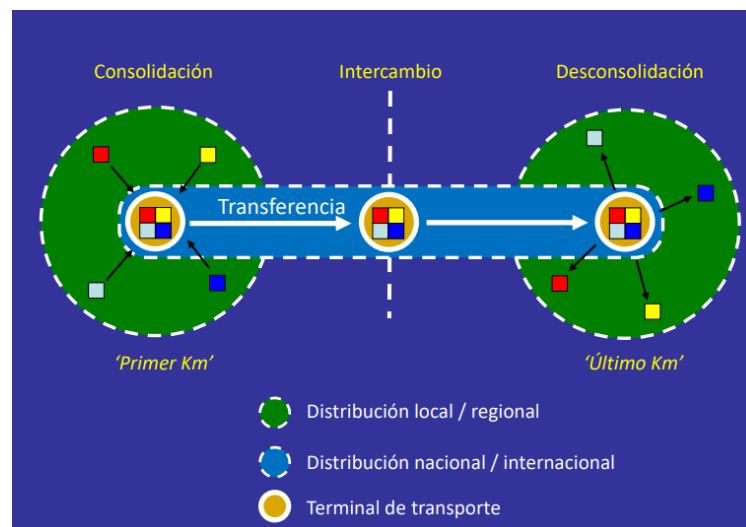 Consolidación
Intercambio
Desconsolidación
Transferencia
‘Primer Km’
‘Último Km’
Distribución local / regional
Distribución nacional / internacional
Terminal de transporte